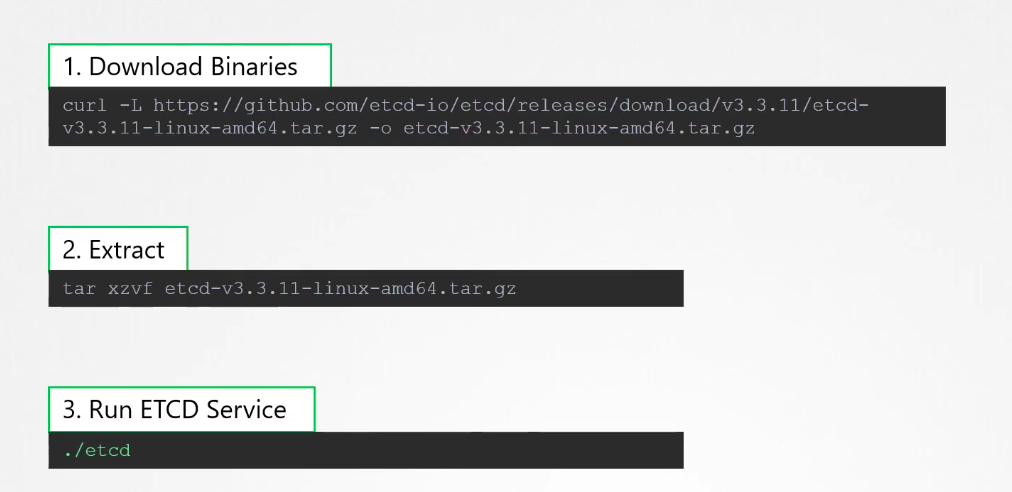 1. Download Binaries
curl -L https://github.com/etcd-io/etcd/releases/download/v3.3.11/etcd-
v3.3.11-linux-amd64.tar.gz -o etcd-v3.3.11-linux-amd64.tar.gz
2. Extract
tar xzvf etcd-v3.3.11-linux-amd64.tar.gz
3. Run ETCD Service
./etcd